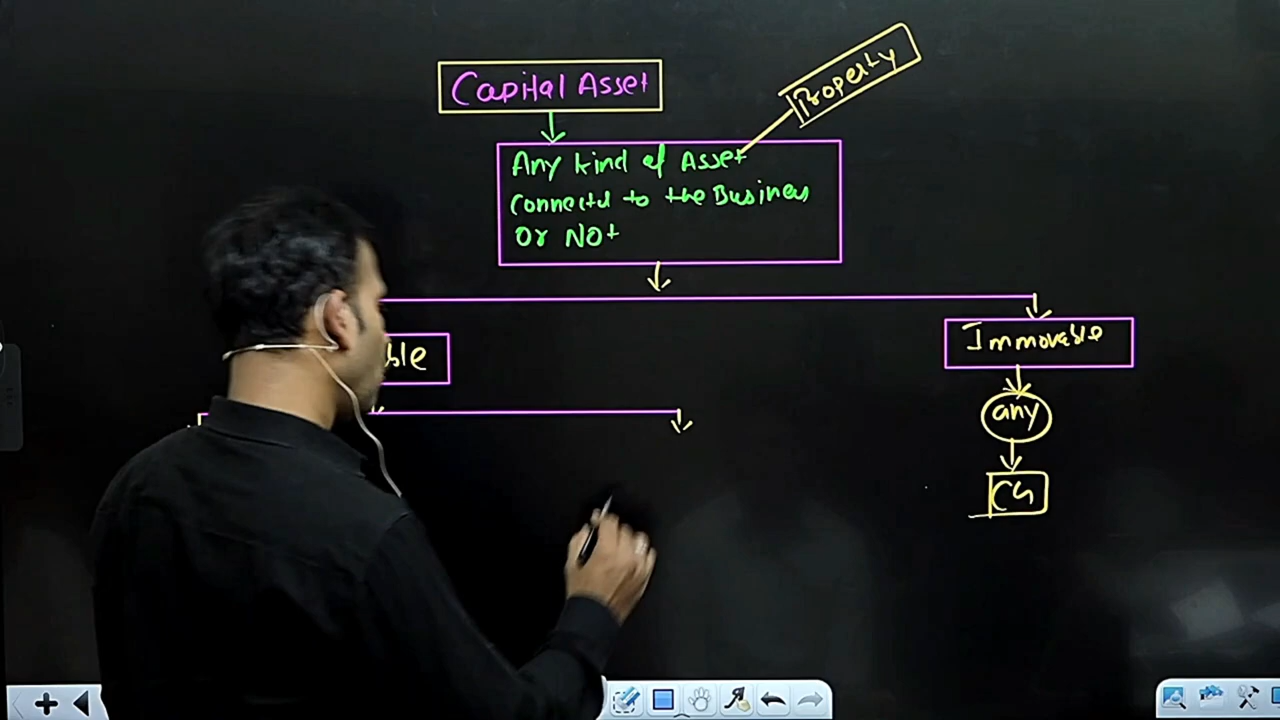 Capital Asset
Property
Any kind of Asset
Connected to the Business
Or Not
ble
Immovable
any
CG